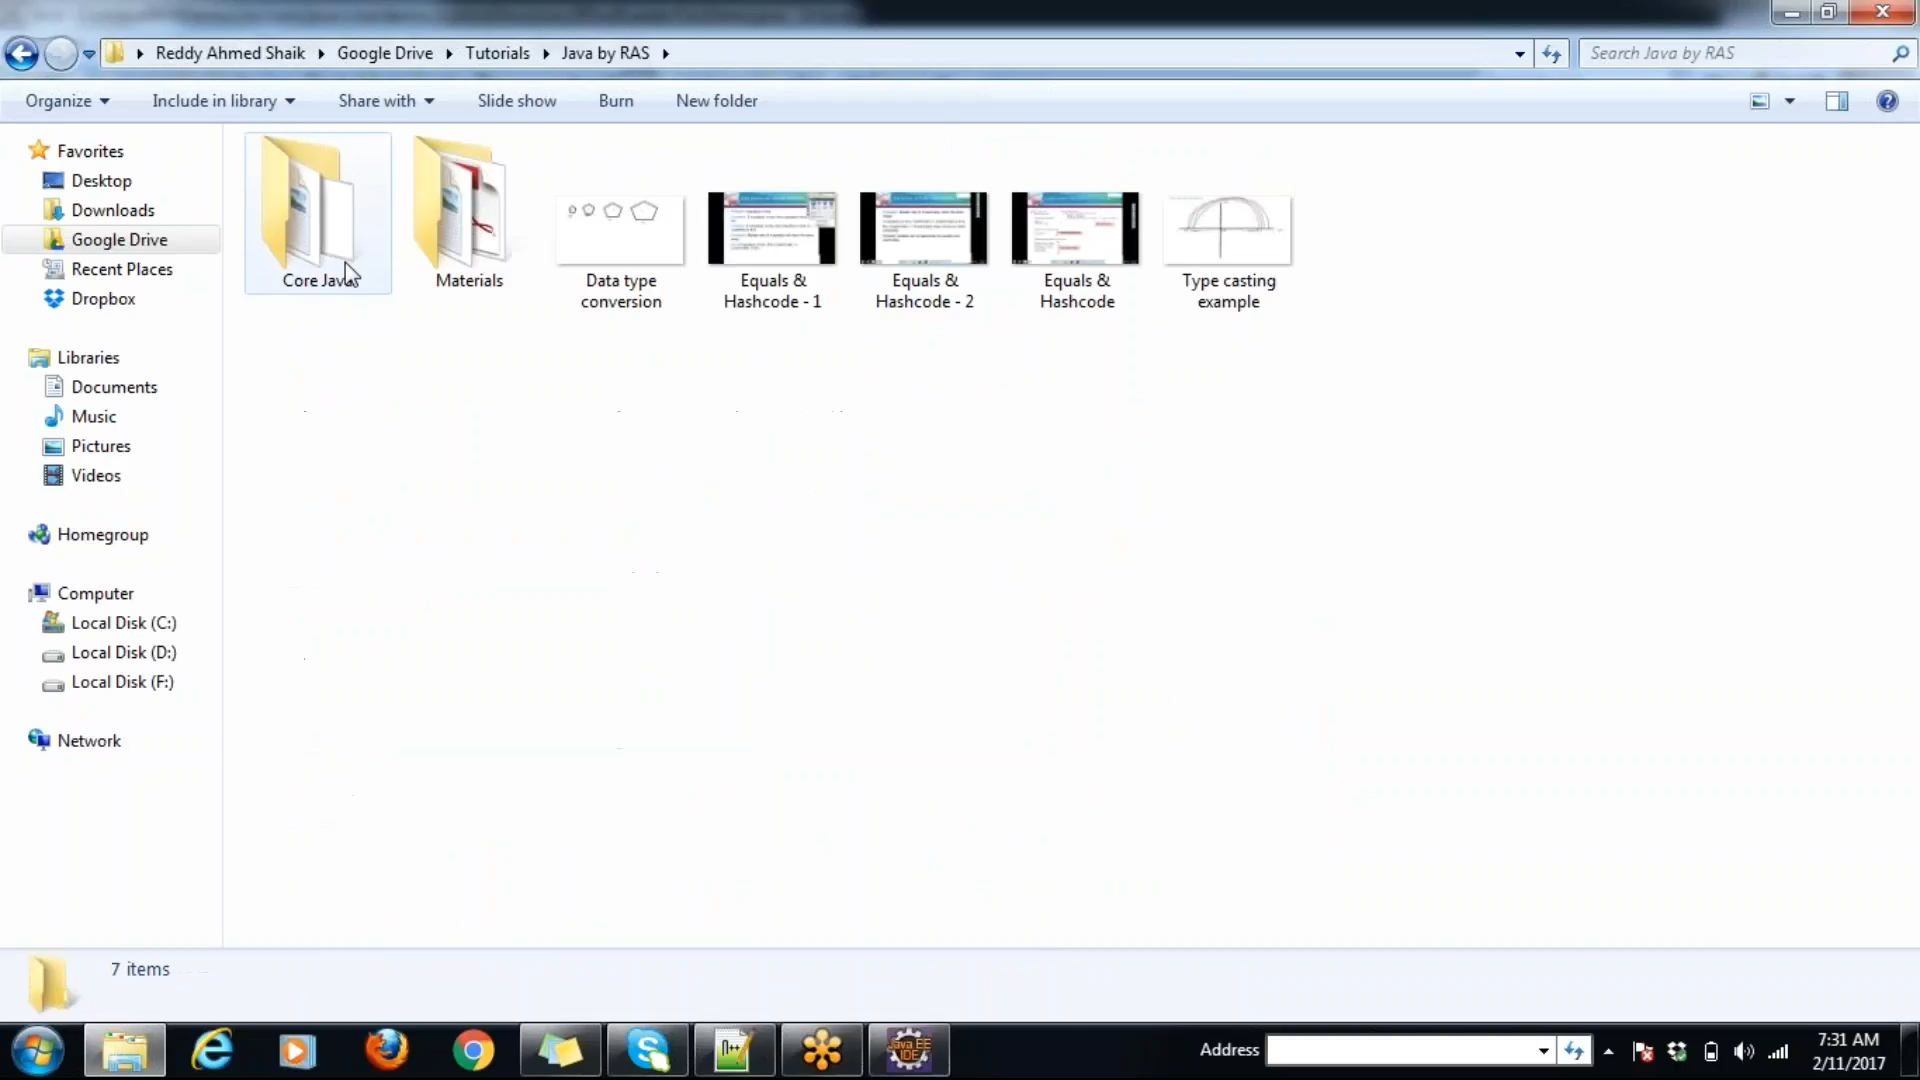 Reddy Ahmed Shaik Google Drive Tutorials Java by RAS
Search Java by RAS
Organize Include in library Share with Slide show Burn New folder
Favorites
Desktop
Downloads
Google Drive
Recent Places
Dropbox
Libraries
Documents
Music
Pictures
Videos
Homegroup
Computer
Local Disk (C:)
Local Disk (D:)
Local Disk (F:)
Network
Core Java
Materials
Data type
conversion
Equals &
Hashcode - 1
Equals &
Hashcode - 2
Equals &
Hashcode
Type casting
example
7 items
Java EE
IDE
Address
7:31 AM
2/11/2017